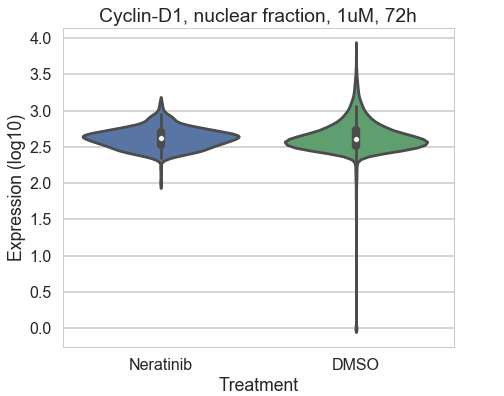 Cyclin-D1, nuclear fraction, 1uM, 72h
Expression (log10)
4.0
3.5
3.0
2.5
2.0
1.5
1.0
0.5
0.0
Neratinib DMSO
Treatment